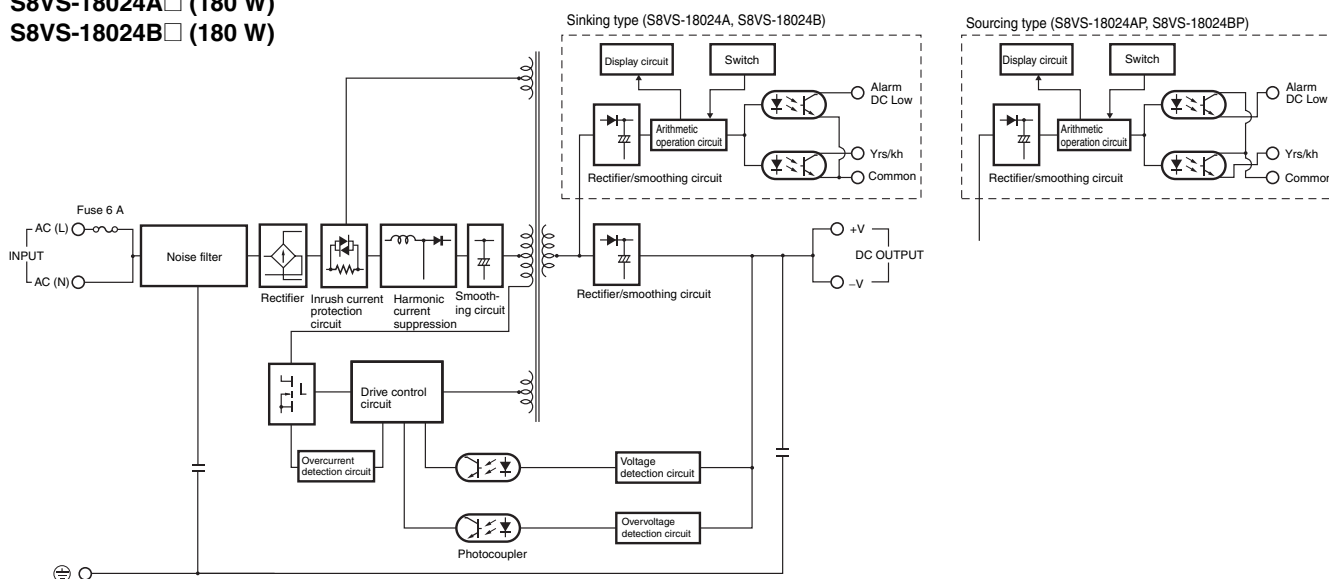 S8VS-18024A□ (180 W)
S8VS-18024B□ (180 W)
Sinking type (S8VS-18024A, S8VS-18024B)
Display circuit
Switch
Alarm
DC Low
Arithmetic
operation circuit
Yrs/kh
Rectifier/smoothing circuit
Common
Sourcing type (S8VS-18024AP, S8VS-18024BP)
Display circuit
Switch
Alarm
DC Low
Arithmetic
operation circuit
Yrs/kh
Rectifier/smoothing circuit
Common
Fuse 6 A
AC (L)
INPUT
AC (N)
Noise filter
Rectifier
Inrush current
protection
circuit
Harmonic
current
suppression
Smooth-
ing circuit
Rectifier/smoothing circuit
+V
DC OUTPUT
–V
Drive control
circuit
Overcurrent
detection circuit
Voltage
detection circuit
Overvoltage
detection circuit
Photocoupler